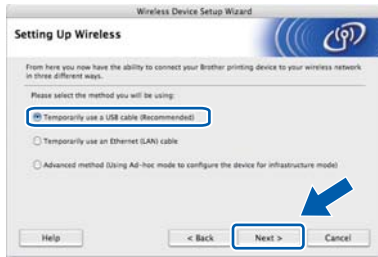 Wireless Device Setup Wizard
Setting Up Wireless
From here you now have the ability to connect your Brother printing device to your wireless network
in three different ways.
Please select the method you will be using:
Temporarily use a USB cable (Recommended)
Temporarily use an Ethernet (LAN) cable
Advanced method (Using Ad-hoc mode to configure the device for infrastructure mode)
Help
< Back
Next >
Cancel